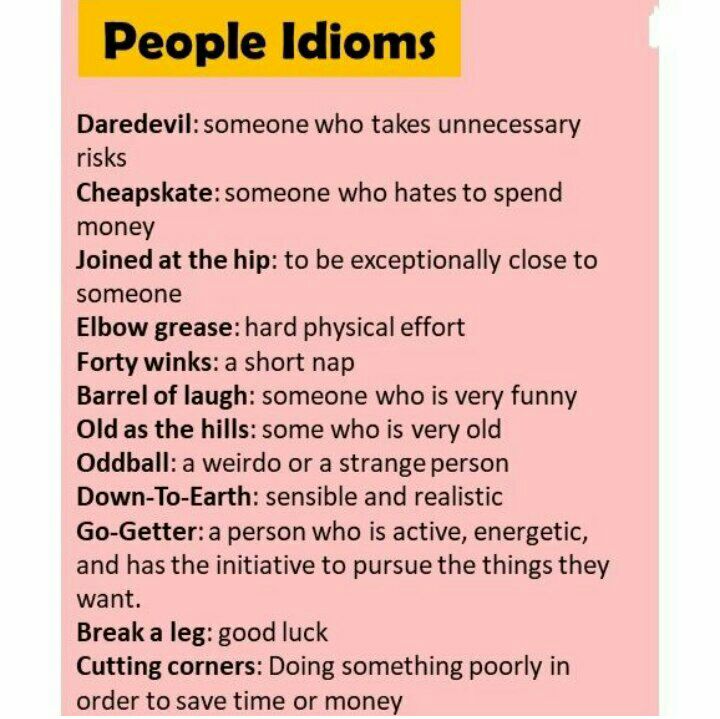 People Idioms
Daredevil: someone who takes unnecessary
risks
Cheapskate: someone who hates to spend
money
Joined at the hip: to be exceptionally close to
someone
Elbow grease: hard physical effort
Forty winks: a short nap
Barrel of laugh: someone who is very funny
Old as the hills: some who is very old
Oddball: a weirdo or a strange person
Down-To-Earth: sensible and realistic
Go-Getter: a person who is active, energetic,
and has the initiative to pursue the things they
want.
Break a leg: good luck
Cutting corners: Doing something poorly in
order to save time or money